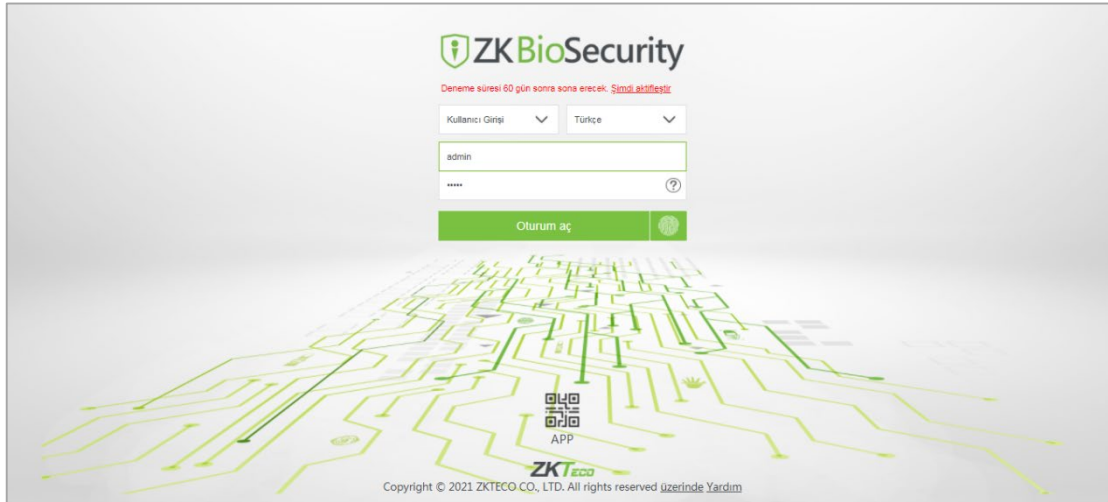 ZKBioSecurity
Deneme süresi 60 gün sonra sona erecek. Şimdi aktifleştir
Kullanıcı Girişi Türkçe
admin
•••••
?
Oturum aç
APP
ZKTECO
Copyright © 2021 ZKTECO CO., LTD. All rights reserved üzerinde Yardım